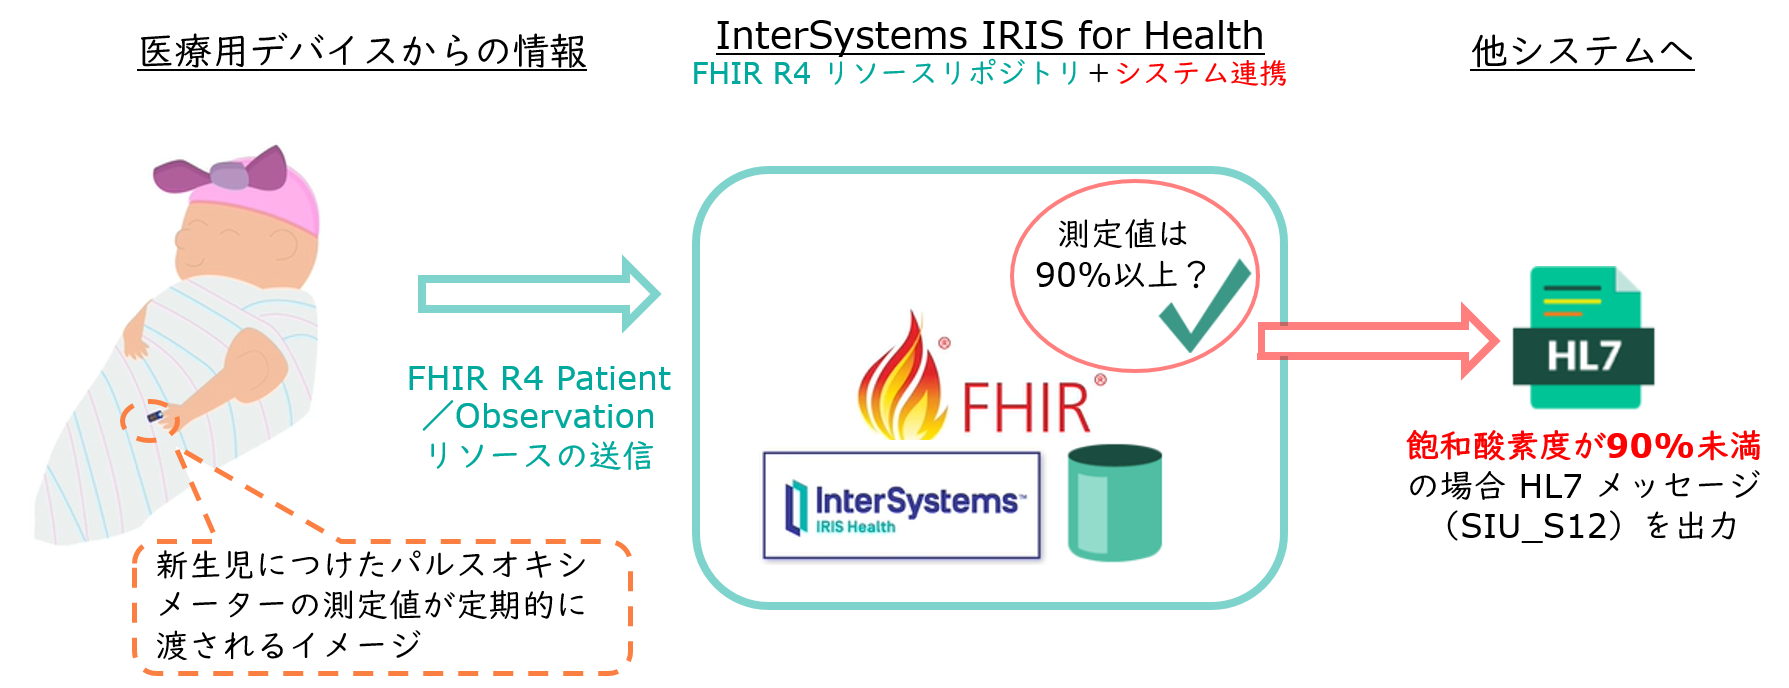 医療用デバイスからの情報
InterSystems IRIS for Health
FHIR R4 リソースリポジトリ＋システム連携
他システムへ
測定値は
90%以上？
FHIR R4 Patient
／Observation
リソースの送信
FHIR®
InterSystems™
IRIS Health
HL7
飽和酸素度が90%未満
の場合 HL7 メッセージ
（SIU_S12）を出力
新生児につけたパルスオキシ
メーターの測定値が定期的に
渡されるイメージ